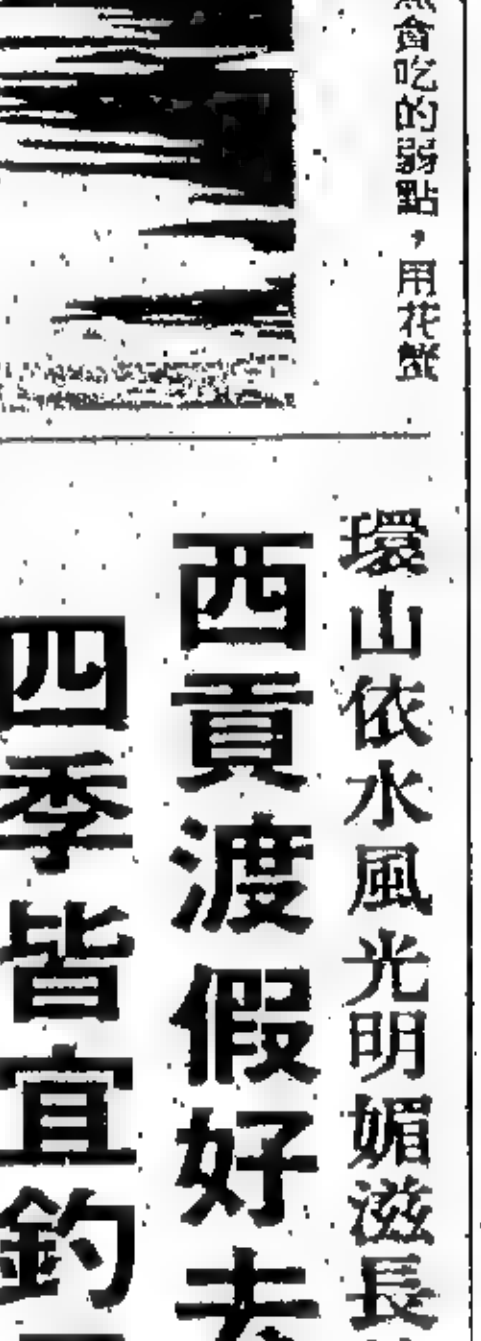 貪吃的弱點，用花蟹
環山依水風光明媚滋長
西貢渡假好去
四季皆宜釣